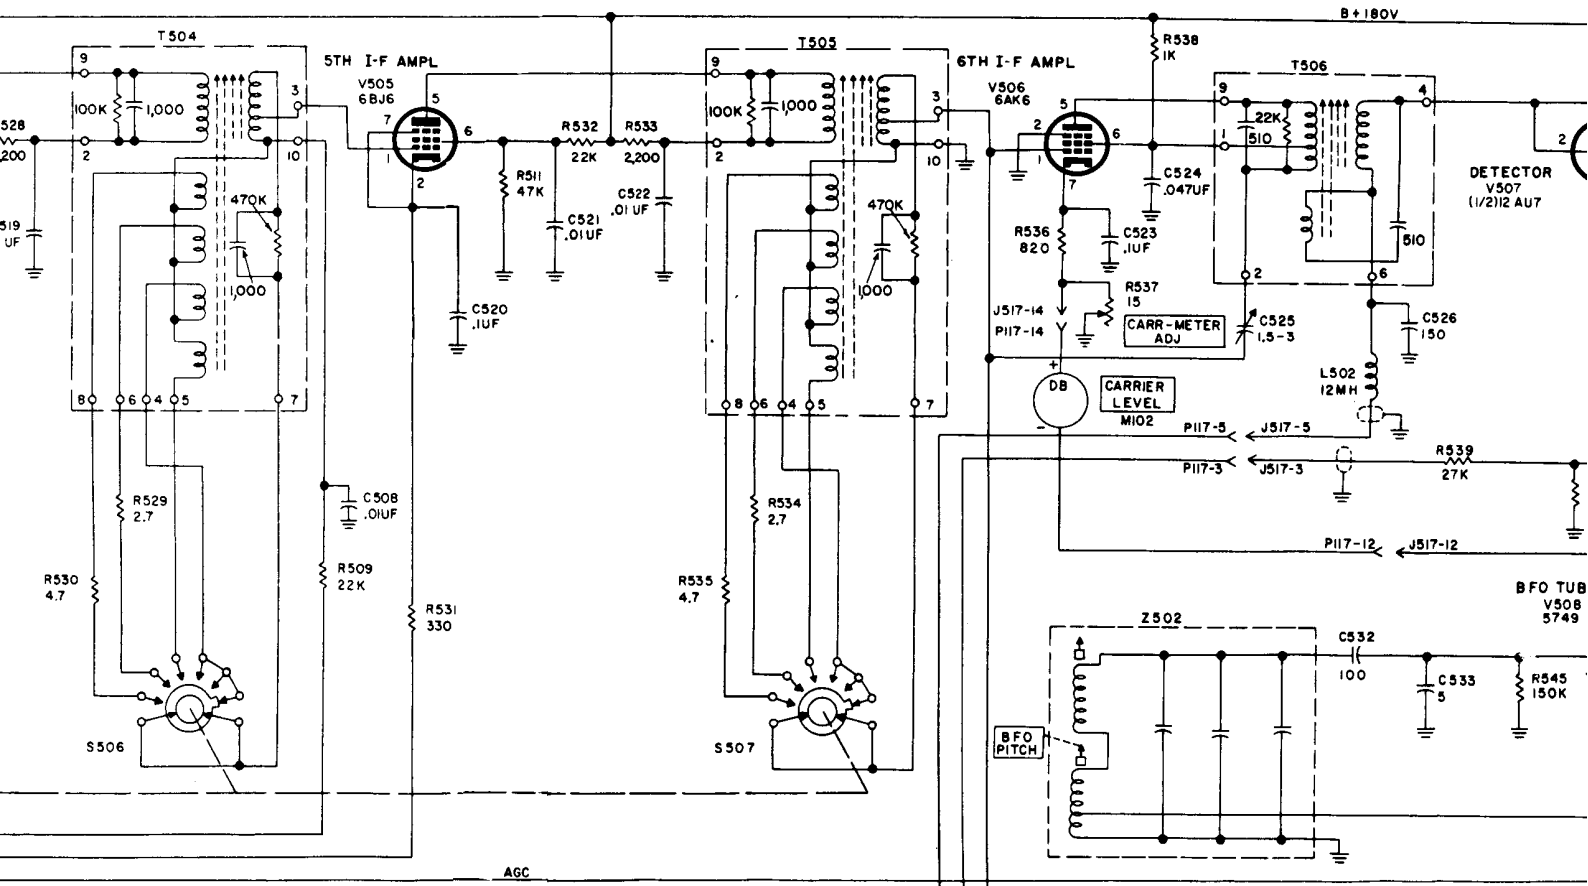 B+180V
T504
9
100K
1,000
3
2
10
528
2,200
519
UF
470K
1,000
8
6
4
5
7
5TH I-F AMPL
V505
6BJ6
5
7
6
1
2
R532
22K
R533
2,200
R511
47K
C521
.01UF
C522
.01UF
C520
.1UF
R529
2.7
R530
4.7
C508
.01UF
R509
22K
R531
330
S506
T505
9
100K
1,000
3
2
10
470K
1,000
8
6
4
5
7
R534
2.7
R535
4.7
S507
6TH I-F AMPL
V506
6AK6
5
2
6
1
7
R538
1K
C524
.047UF
R536
820
C523
.1UF
R537
15
J517-14
P117-14
CARR-METER
ADJ
+
DB
-
CARRIER
LEVEL
M102
T506
9
22K
510
1
4
510
2
6
C525
1.5-3
C526
150
L502
12MH
DETECTOR
V507
(1/2)12 AU7
2
P117-5
J517-5
P117-3
J517-3
R539
27K
P117-12
J517-12
BFO TUB
V508
5749
Z502
C532
100
C533
5
R545
150K
BFO
PITCH
AGC